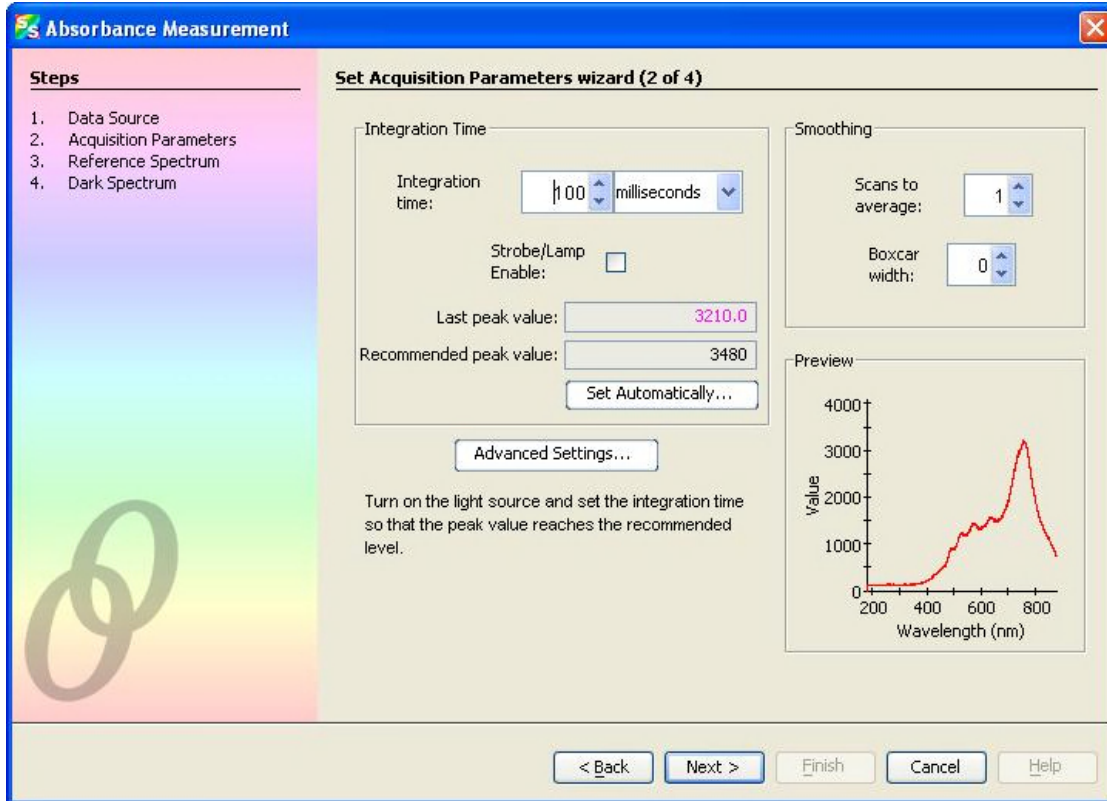 Absorbance Measurement
Steps
1. Data Source
2. Acquisition Parameters
3. Reference Spectrum
4. Dark Spectrum
Set Acquisition Parameters wizard (2 of 4)
Integration Time
Integration
time:
100
milliseconds
Strobe/Lamp
Enable:
Last peak value:
3210.0
Recommended peak value:
3480
Set Automatically...
Advanced Settings...
Turn on the light source and set the integration time
so that the peak value reaches the recommended
level.
Smoothing
Scans to
average:
1
Boxcar
width:
0
Preview
4000
3000
2000
1000
0
Value
200 400 600 800
Wavelength (nm)
< Back
Next >
Finish
Cancel
Help